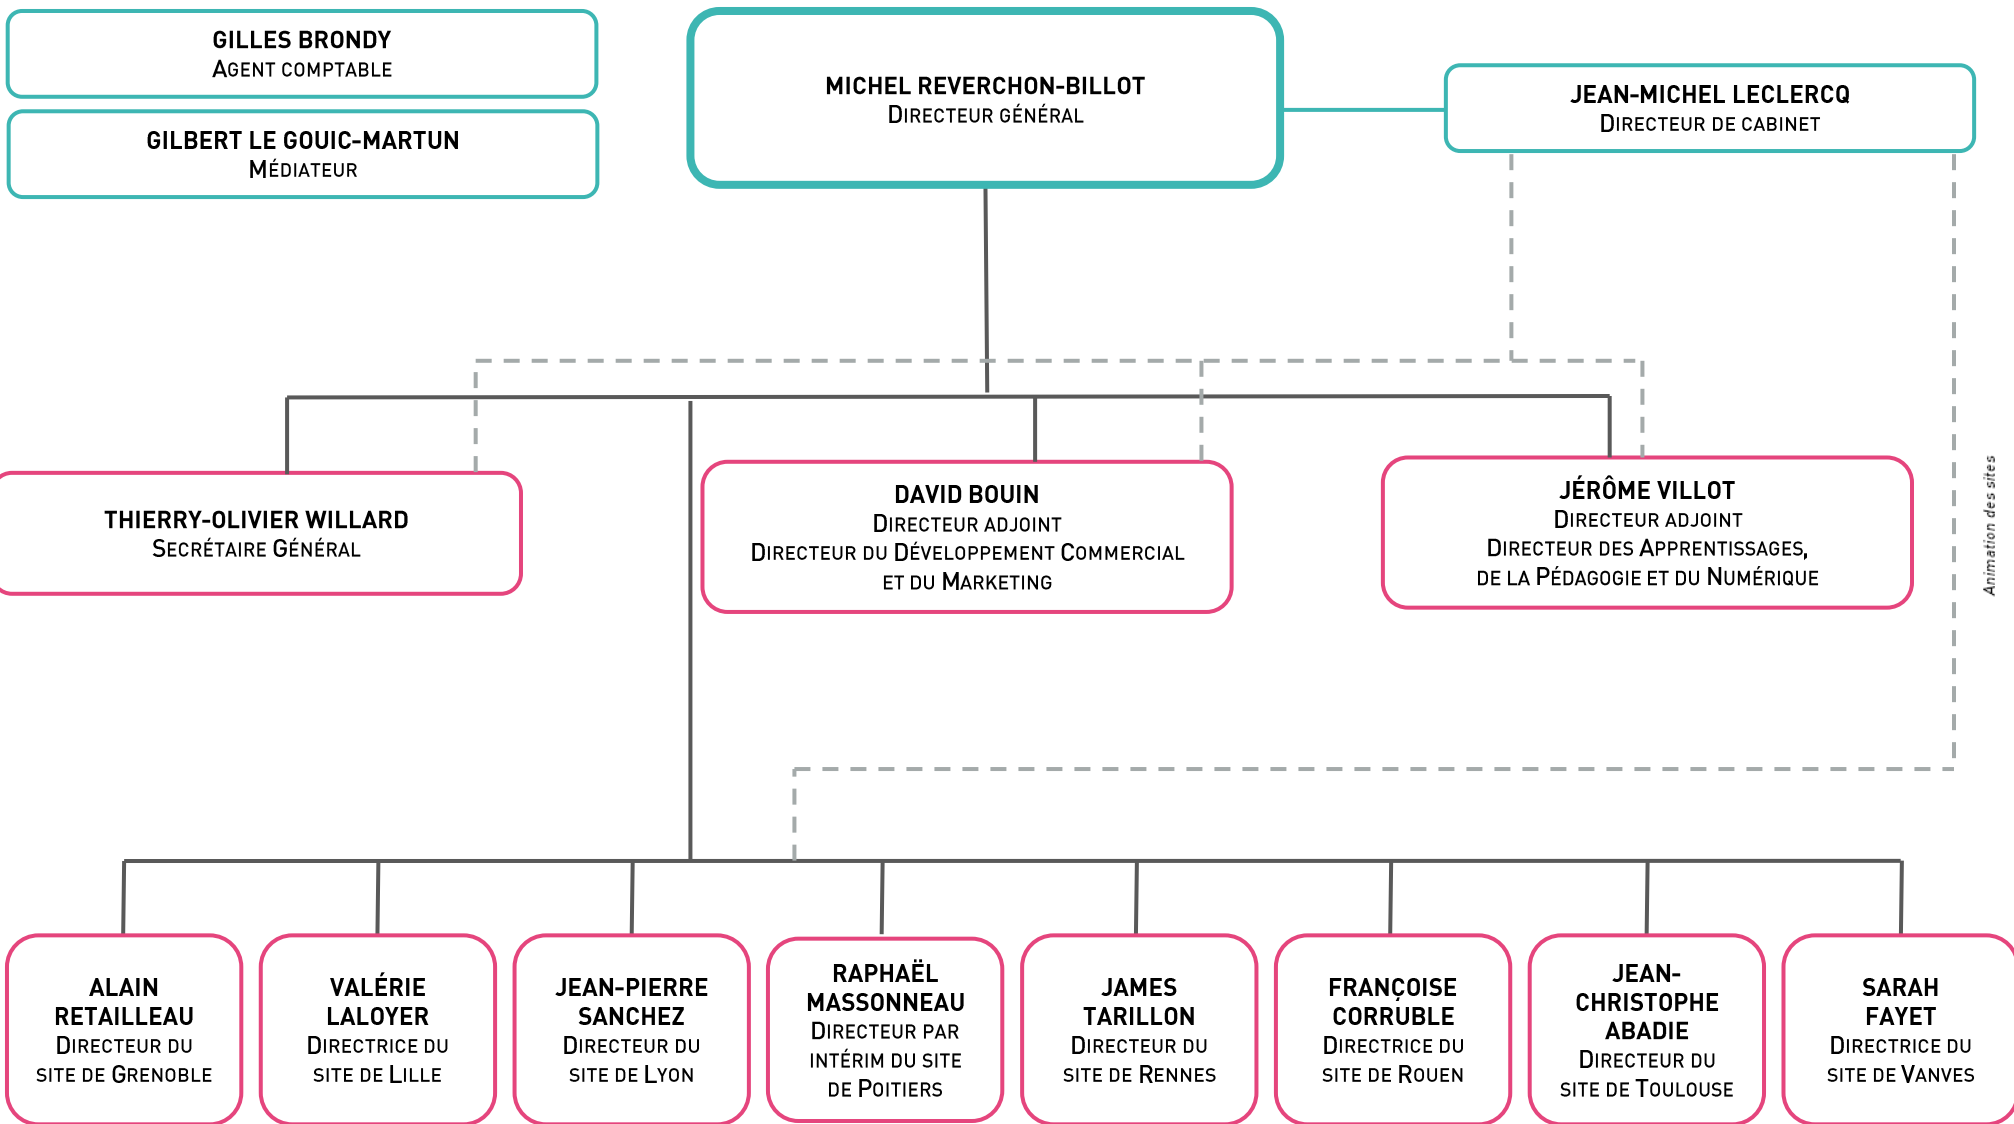 GILLES BRONDY
AGENT COMPTABLE
GILBERT LE GOUIC-MARTUN
MÉDIATEUR
MICHEL REVERCHON-BILLOT
DIRECTEUR GÉNÉRAL
JEAN-MICHEL LECLERCQ
DIRECTEUR DE CABINET
THIERRY-OLIVIER WILLARD
SECRÉTAIRE GÉNÉRAL
DAVID BOUIN
DIRECTEUR ADJOINT
DIRECTEUR DU DÉVELOPPEMENT COMMERCIAL
ET DU MARKETING
JÉRÔME VILLOT
DIRECTEUR ADJOINT
DIRECTEUR DES APPRENTISSAGES,
DE LA PÉDAGOGIE ET DU NUMÉRIQUE
Animation des sites
ALAIN
RETAILLEAU
DIRECTEUR DU
SITE DE GRENOBLE
VALÉRIE
LALOYER
DIRECTRICE DU
SITE DE LILLE
JEAN-PIERRE
SANCHEZ
DIRECTEUR DU
SITE DE LYON
RAPHAËL
MASSONNEAU
DIRECTEUR PAR
INTÉRIM DU SITE
DE POITIERS
JAMES
TARILLON
DIRECTEUR DU
SITE DE RENNES
FRANÇOISE
CORRUBLE
DIRECTRICE DU
SITE DE ROUEN
JEAN-
CHRISTOPHE
ABADIE
DIRECTEUR DU
SITE DE TOULOUSE
SARAH
FAYET
DIRECTRICE DU
SITE DE VANVES